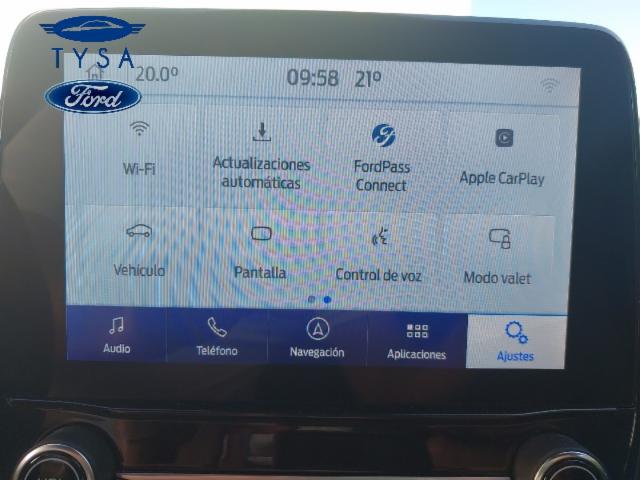 TYSA
Ford
20.0º
09:58
21º
Wi-Fi
Actualizaciones
automáticas
FordPass
Connect
Apple CarPlay
Vehículo
Pantalla
Control de voz
Modo valet
Audio
Teléfono
Navegación
Aplicaciones
Ajustes